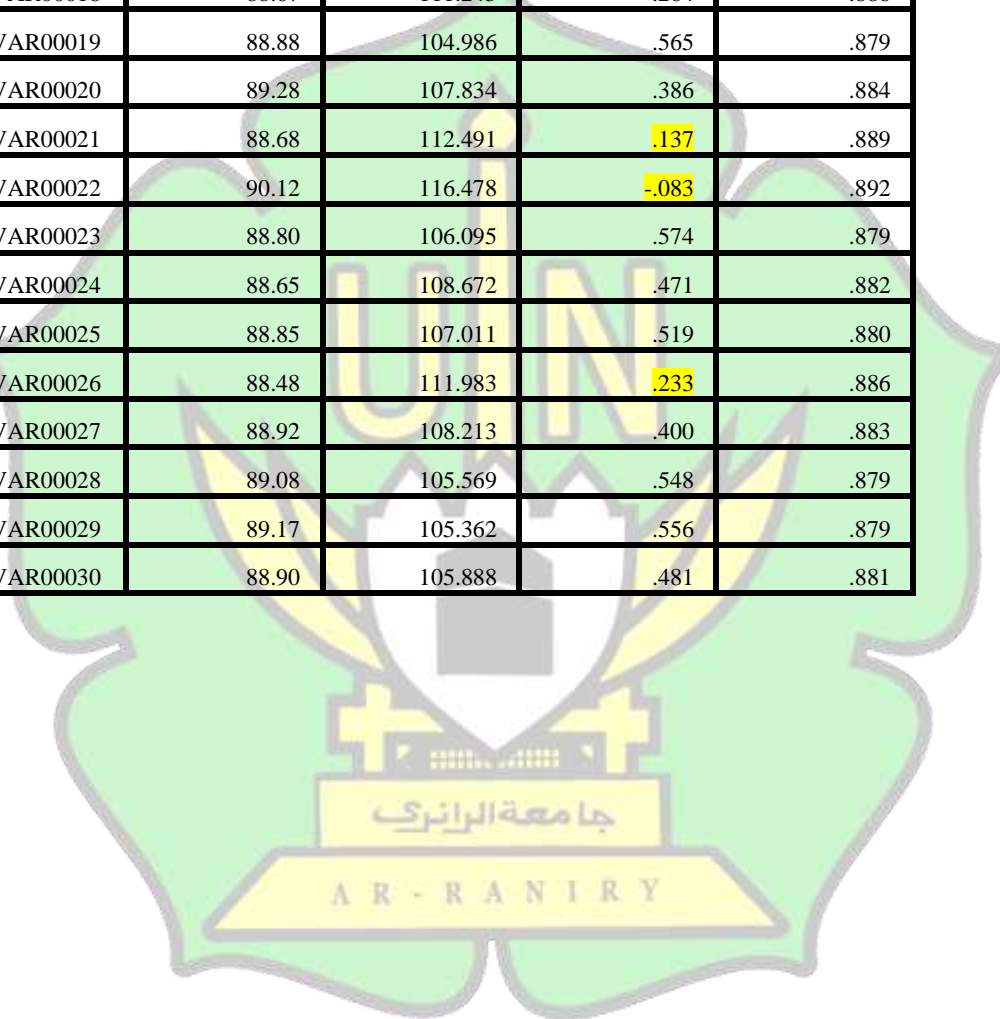 VAR00019 88.88 104.986 .565 .879
VAR00020 89.28 107.834 .386 .884
VAR00021 88.68 112.491 .137 .889
VAR00022 90.12 116.478 -.083 .892
VAR00023 88.80 106.095 .574 .879
VAR00024 88.65 108.672 .471 .882
VAR00025 88.85 107.011 .519 .880
VAR00026 88.48 111.983 .233 .886
VAR00027 88.92 108.213 .400 .883
VAR00028 89.08 105.569 .548 .879
VAR00029 89.17 105.362 .556 .879
VAR00030 88.90 105.888 .481 .881
UIN
جامعةالرانرک
AR-RANIRY